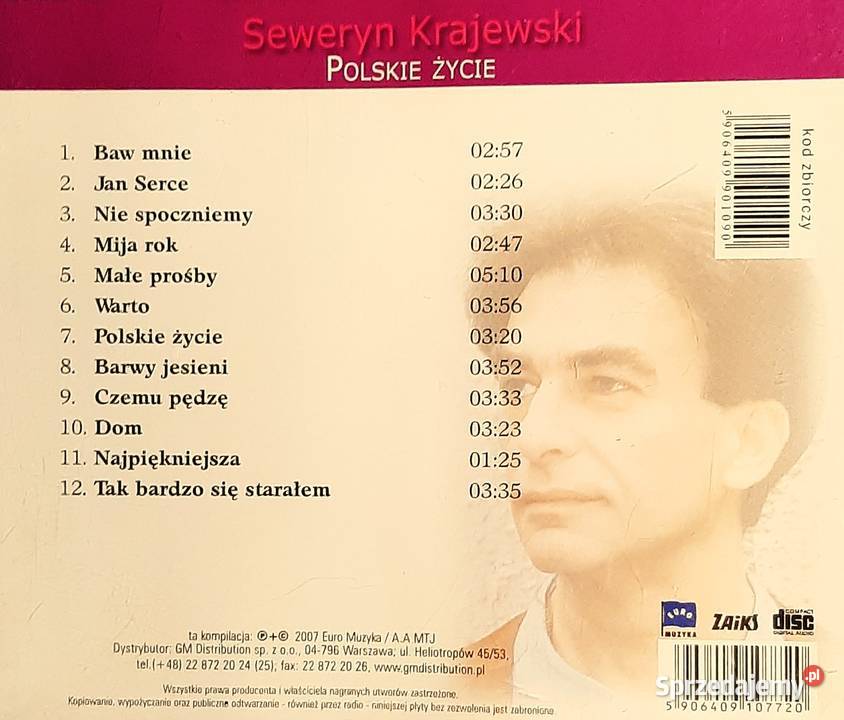 Seweryn Krajewski
POLSKIE ŻYCIE
1. Baw mnie 02:57
2. Jan Serce 02:26
3. Nie spoczniemy 03:30
4. Mija rok 02:47
5. Małe prośby 05:10
6. Warto 03:56
7. Polskie życie 03:20
8. Barwy jesieni 03:52
9. Czemu pędzę 03:33
10. Dom 03:23
11. Najpiękniejsza 01:25
12. Tak bardzo się starałem 03:35
5906409901090
kod zbiorczy
ta kompilacja: ℗+© 2007 Euro Muzyka / A.A MTJ
Dystrybutor: GM Distribution sp. z o.o., 04-796 Warszawa; ul. Heliotropów 45/53,
tel.(+48) 22 872 20 24 (25); fax: 22 872 20 26, www.gmdistribution.pl
Wszystkie prawa producenta i właściciela nagranych utworów zastrzeżone.
Kopiowanie, wypożyczanie oraz publiczne odtwarzanie - również przez radio - niniejszej płyty bez zezwolenia jest zabronione
EURO
MUZYKA
ZAiKS
COMPACT
disc
DIGITAL AUDIO
Sprzedajemy.pl
5906409107720